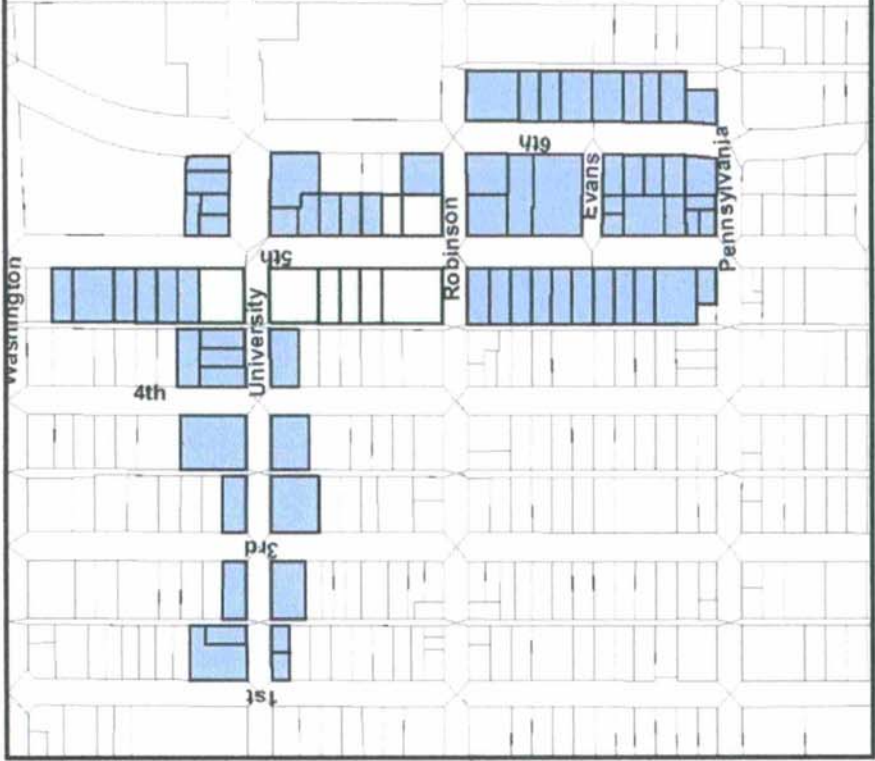 6th
Evans
Pennsylvania
Robinson
5th
University
Washington
4th
3rd
1st